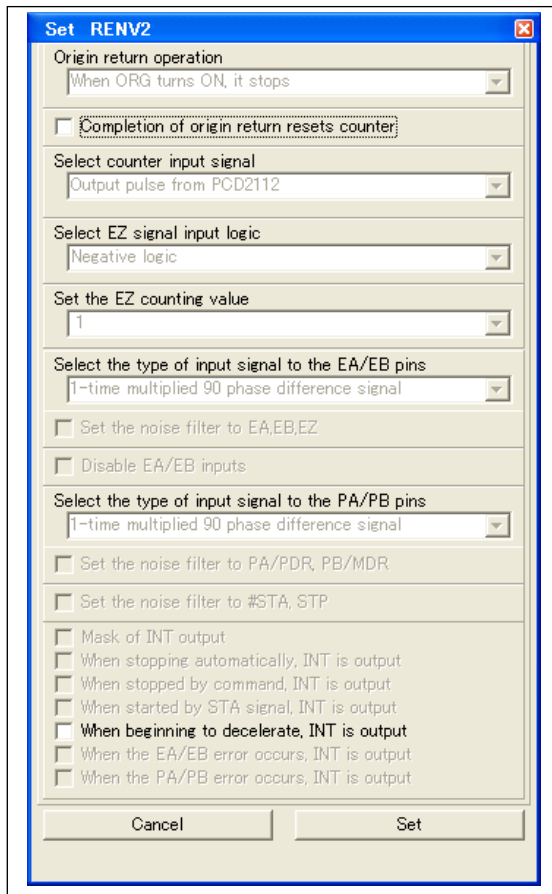 Set RENV2
Origin return operation
When ORG turns ON, it stops
Completion of origin return resets counter
Select counter input signal
Output pulse from PCD2112
Select EZ signal input logic
Negative logic
Set the EZ counting value
1
Select the type of input signal to the EA/EB pins
1-time multiplied 90 phase difference signal
Set the noise filter to EA,EB,EZ
Disable EA/EB inputs
Select the type of input signal to the PA/PB pins
1-time multiplied 90 phase difference signal
Set the noise filter to PA/PDR, PB/MDR
Set the noise filter to #STA, STP
Mask of INT output
When stopping automatically, INT is output
When stopped by command, INT is output
When started by STA signal, INT is output
When beginning to decelerate, INT is output
When the EA/EB error occurs, INT is output
When the PA/PB error occurs, INT is output
Cancel Set